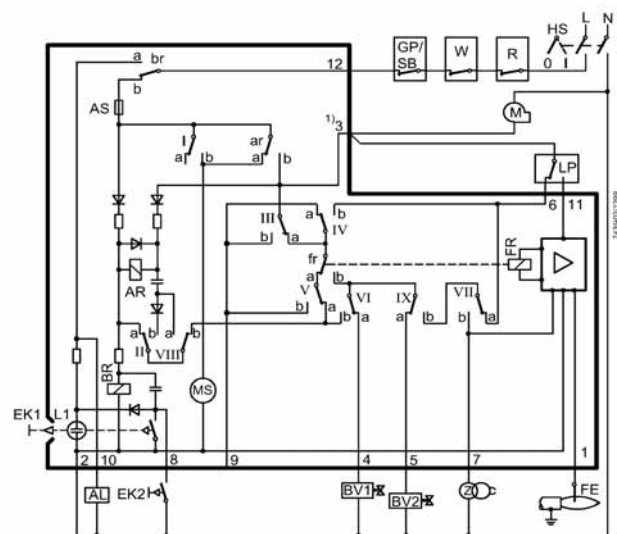 HS L N
GP/ SB W R
0 I
a br 12
b
AS
1) 3 M
I ar
a b a b
LP
6 11
III a b
b a IV
fr FR
AR a b
V VI IX VII
b a b a a b b a
a b a b
II VIII
BR
MS
EK1 L1
2 10 8 9 4 5 7 1
AL EK2 BV1 BV2 Z FE